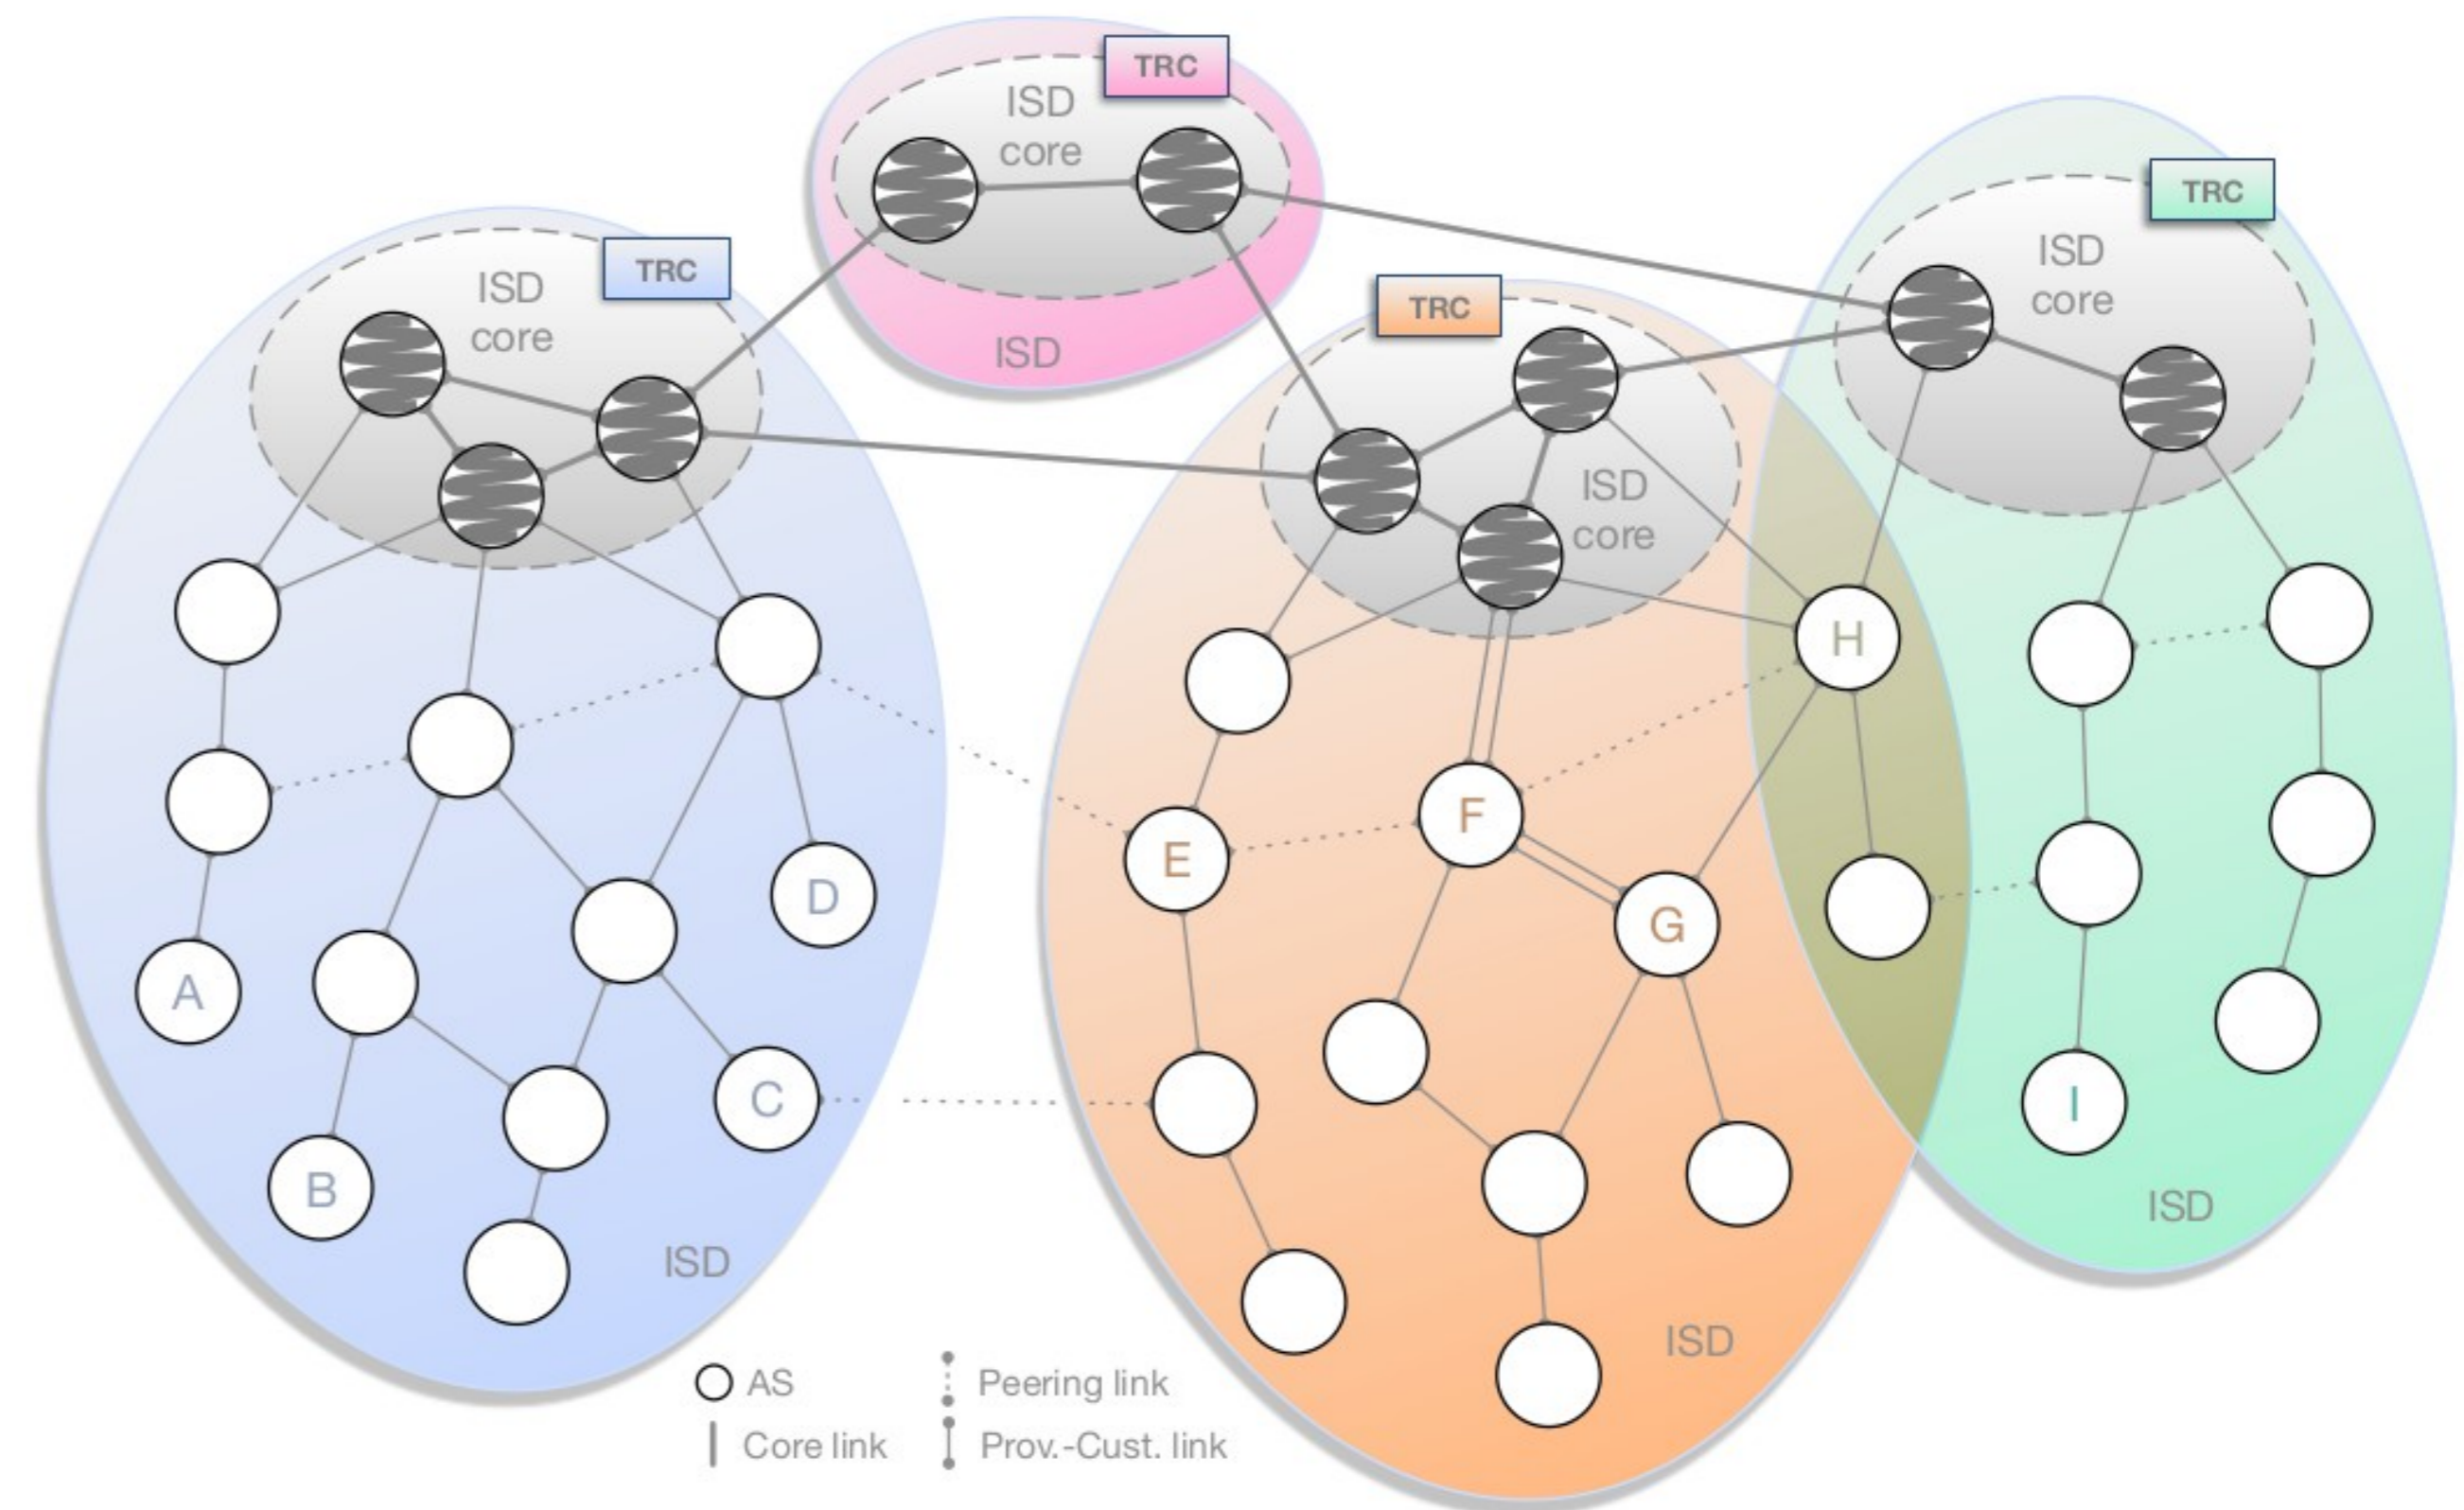 TRC
ISD
core
ISD
TRC
ISD
core
TRC
ISD
core
TRC
ISD
core
H
F
E
G
D
A
C
B
I
ISD
ISD
ISD
AS
Peering link
Core link
Prov.-Cust. link